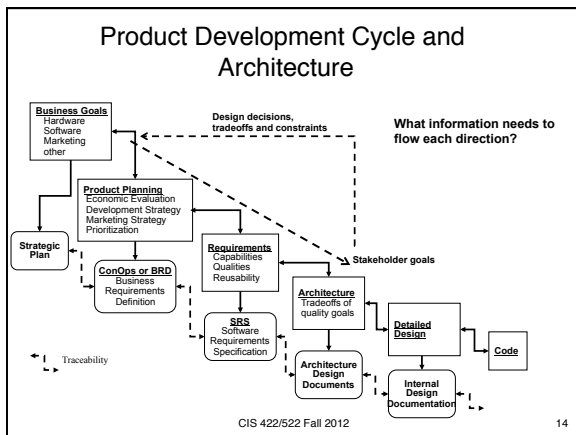 Product Development Cycle and
Architecture
Business Goals
Hardware
Software
Marketing
other
Design decisions,
tradeoffs and constraints
What information needs to
flow each direction?
Product Planning
Economic Evaluation
Development Strategy
Marketing Strategy
Prioritization
Strategic
Plan
Requirements
Capabilities
Qualities
Reusability
Stakeholder goals
ConOps or BRD
Business
Requirements
Definition
Architecture
Tradeoffs of
quality goals
SRS
Software
Requirements
Specification
Detailed
Design
Code
Traceability
Architecture
Design
Documents
Internal
Design
Documentation
CIS 422/522 Fall 2012
14